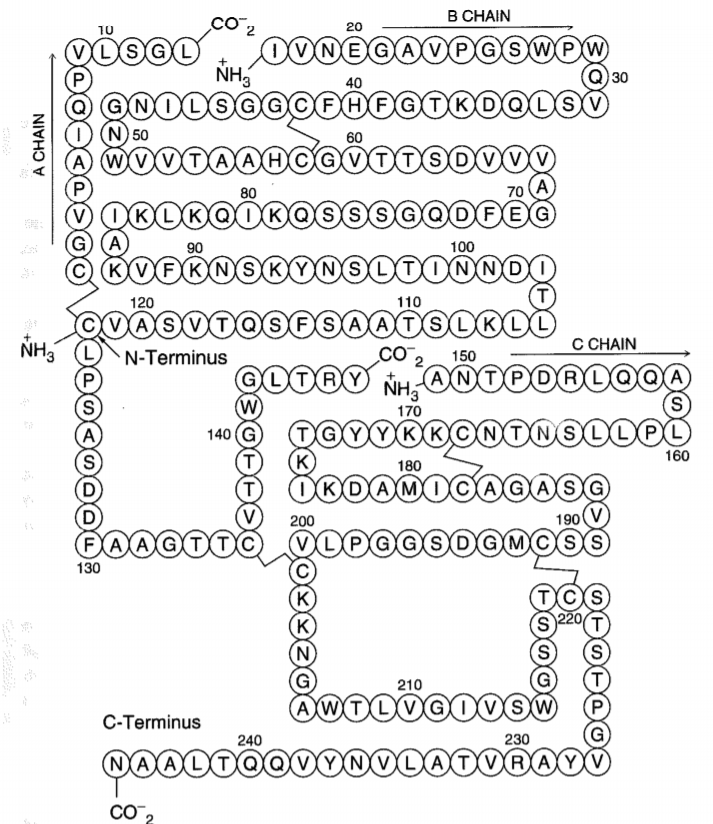 B CHAIN
10 CO⁻₂ 20
V L S G L I V N E G A V P G S W P W
⁺NH₃
P Q 30
40
Q G N I L S G G C F H F G T K D Q L S V
A CHAIN
I N 50 60
A W V V T A A H C G V T T S D V V V
P 80 70 A
V I K L K Q I K Q S S S G Q D F E G
G A 90 100
C K V F K N S K Y N S L T I N N D I
120 110 T
C V A S V T Q S F S A A T S L K L L
⁺NH₃ N-Terminus
L CO⁻₂ 150 C CHAIN
P G L T R Y ⁺NH₃ A N T P D R L Q Q A
S W 170 S
A 140 G T G Y Y K K C N T N S L L P L
160
S T K 180
D T I K D A M I C A G A S G
D V 200 190 V
F A A G T T C V L P G G S D G M C S S
130
C
K T C S
K S 220 T
N S S
G 210 G T
A W T L V G I V S W P
C-Terminus
240 230 G
N A A L T Q Q V Y N V L A T V R A Y V
CO⁻₂